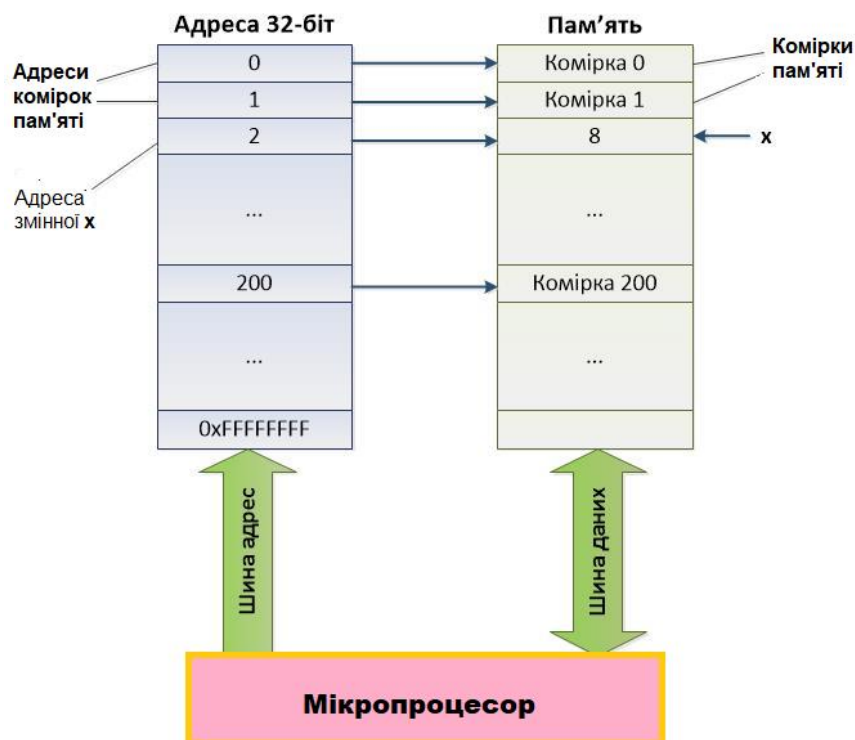 Адреса 32-біт
Пам’ять
Адреси
комірок
пам'яті
0
1
2
...
200
...
0xFFFFFFFF
Адреса
змінної x
Комірка 0
Комірка 1
8
...
Комірка 200
...
Комірки
пам'яті
x
Шина адрес
Шина даних
Мікропроцесор